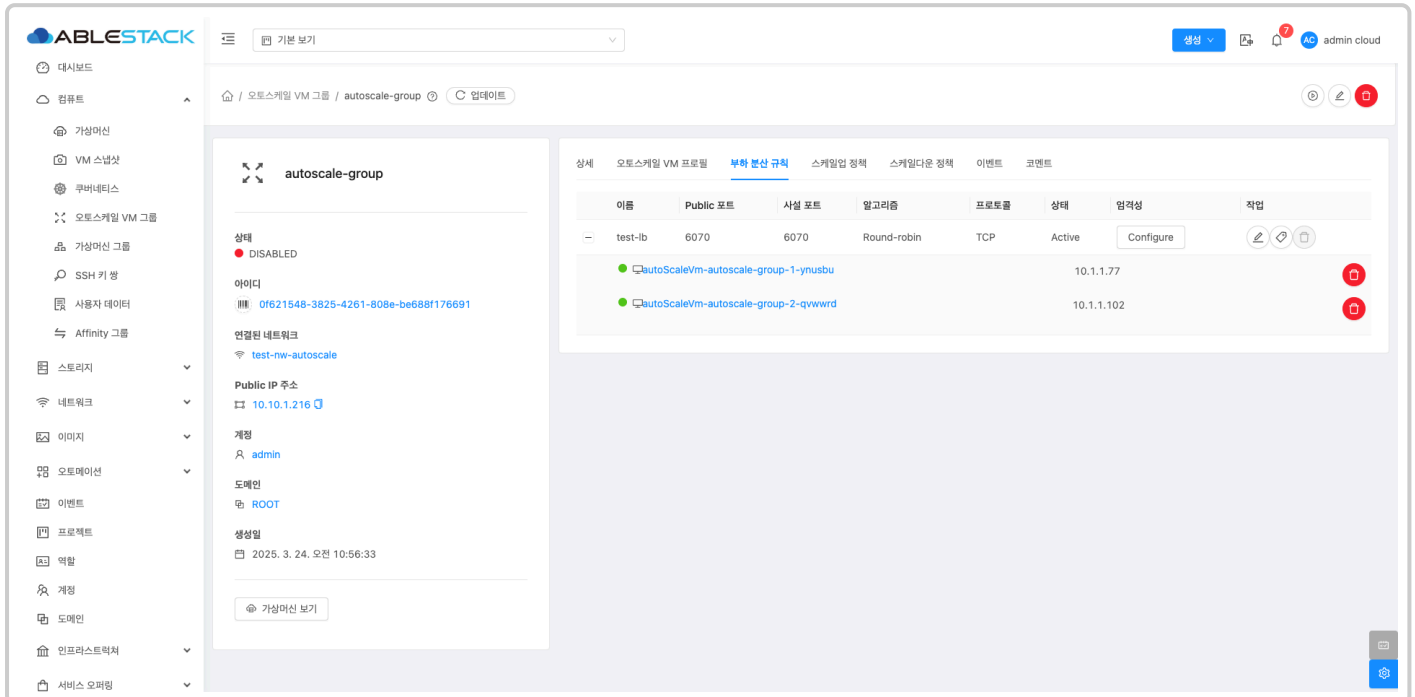 ABLESTACK
기본 보기
생성
7
AC admin cloud
대시보드
컴퓨트
가상머신
VM 스냅샷
쿠버네티스
오토스케일 VM 그룹
가상머신 그룹
SSH 키 쌍
사용자 데이터
Affinity 그룹
스토리지
네트워크
이미지
오토메이션
이벤트
프로젝트
역할
계정
도메인
인프라스트럭쳐
서비스 오퍼링
/ 오토스케일 VM 그룹 / autoscale-group 업데이트
autoscale-group
상태
DISABLED
아이디
0f621548-3825-4261-808e-be688f176691
연결된 네트워크
test-nw-autoscale
Public IP 주소
10.10.1.216
계정
admin
도메인
ROOT
생성일
2025. 3. 24. 오전 10:56:33
가상머신 보기
상세 오토스케일 VM 프로필 부하 분산 규칙 스케일업 정책 스케일다운 정책 이벤트 코멘트
이름 Public 포트 사설 포트 알고리즘 프로토콜 상태 엄격성 작업
test-lb 6070 6070 Round-robin TCP Active Configure
autoScaleVm-autoscale-group-1-ynusbu 10.1.1.77
autoScaleVm-autoscale-group-2-qvwwrd 10.1.1.102